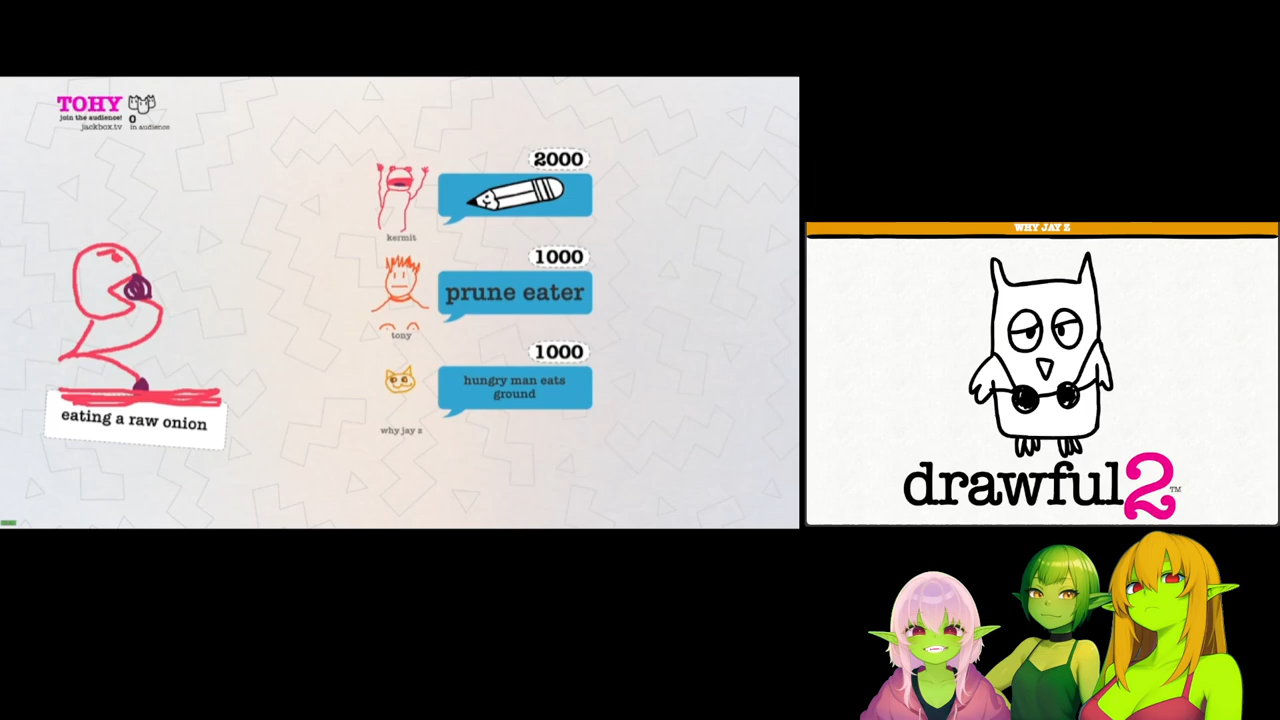 TOHY
join the audience!
jackbox.tv
0
in audience
2000
kermit
1000
prune eater
tony
1000
hungry man eats
ground
why jay z
eating a raw onion
WHY JAY Z
drawful2™